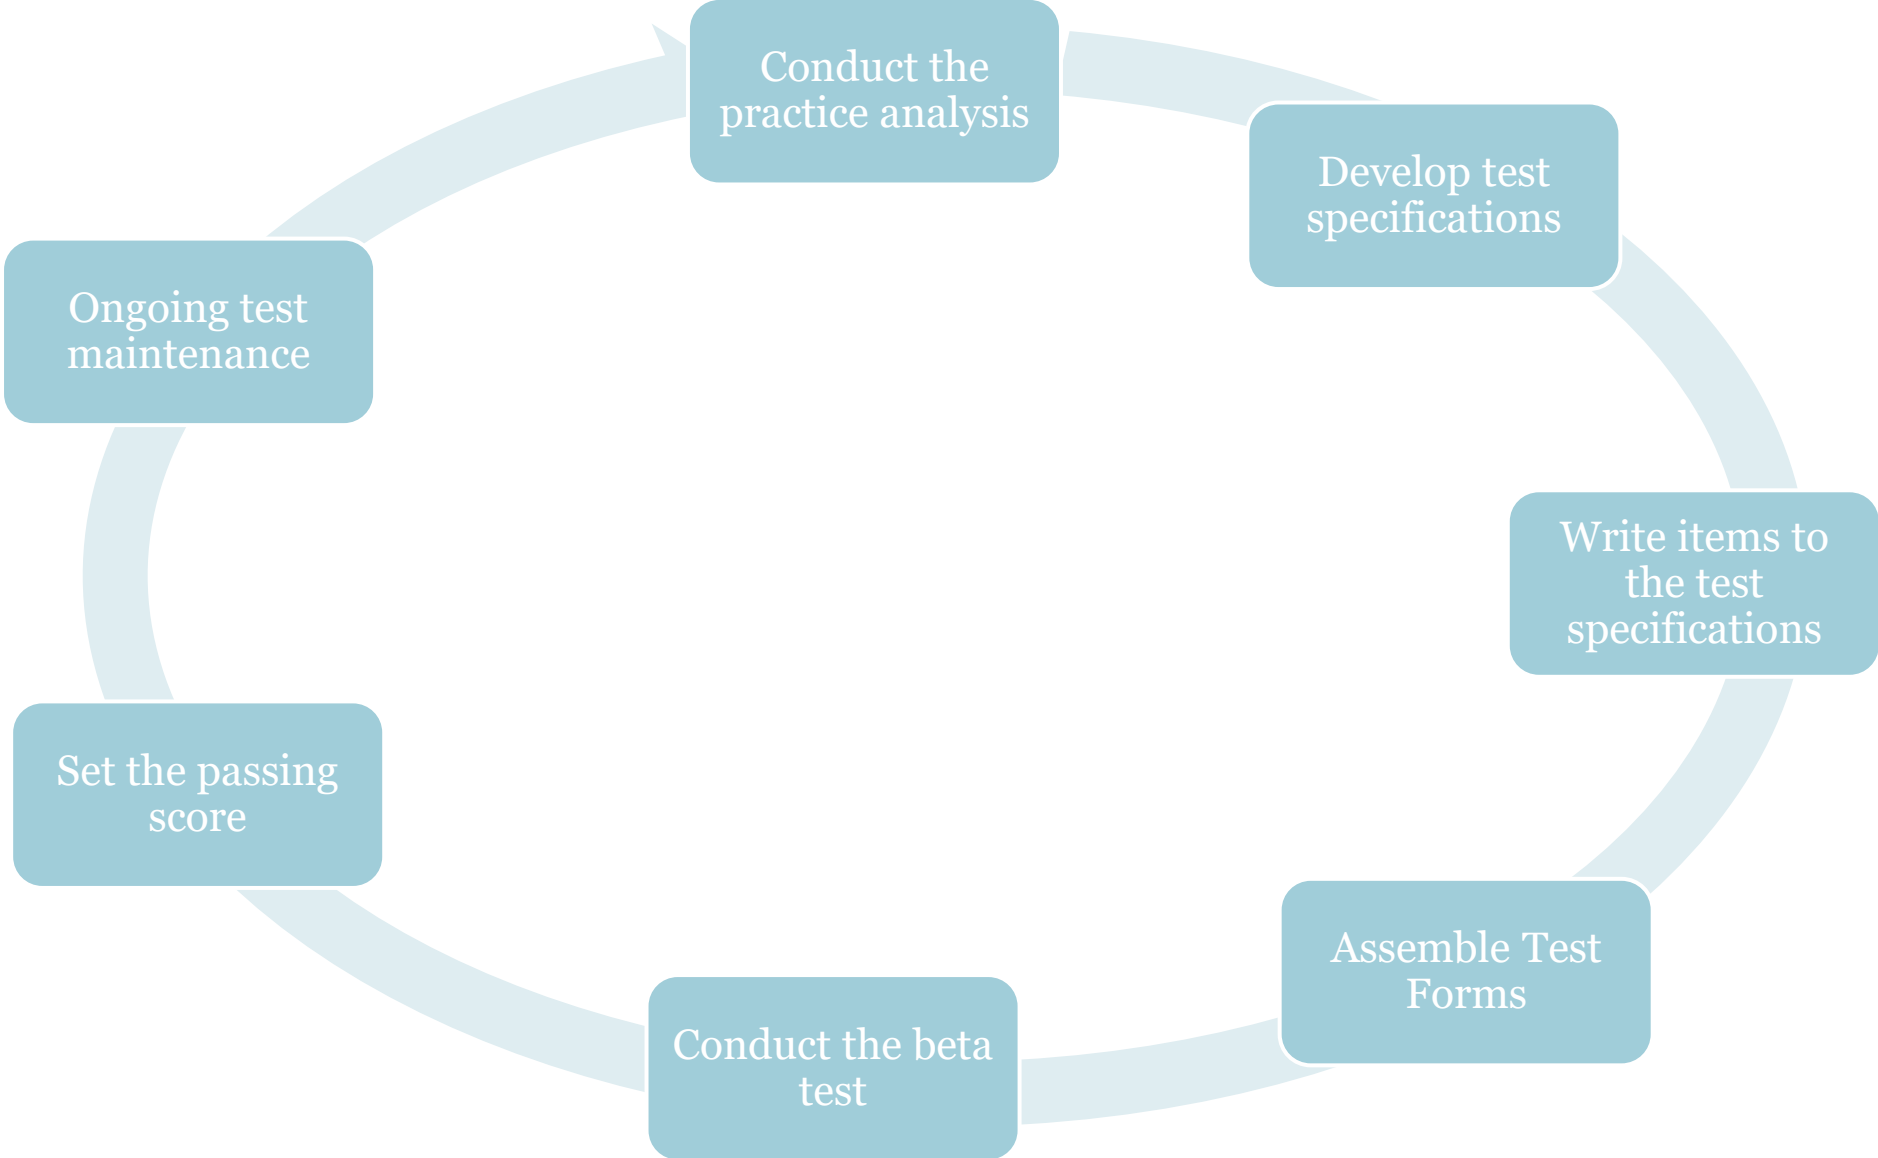 Conduct the
practice analysis
Develop test
specifications
Write items to
the test
specifications
Assemble Test
Forms
Conduct the beta
test
Set the passing
score
Ongoing test
maintenance